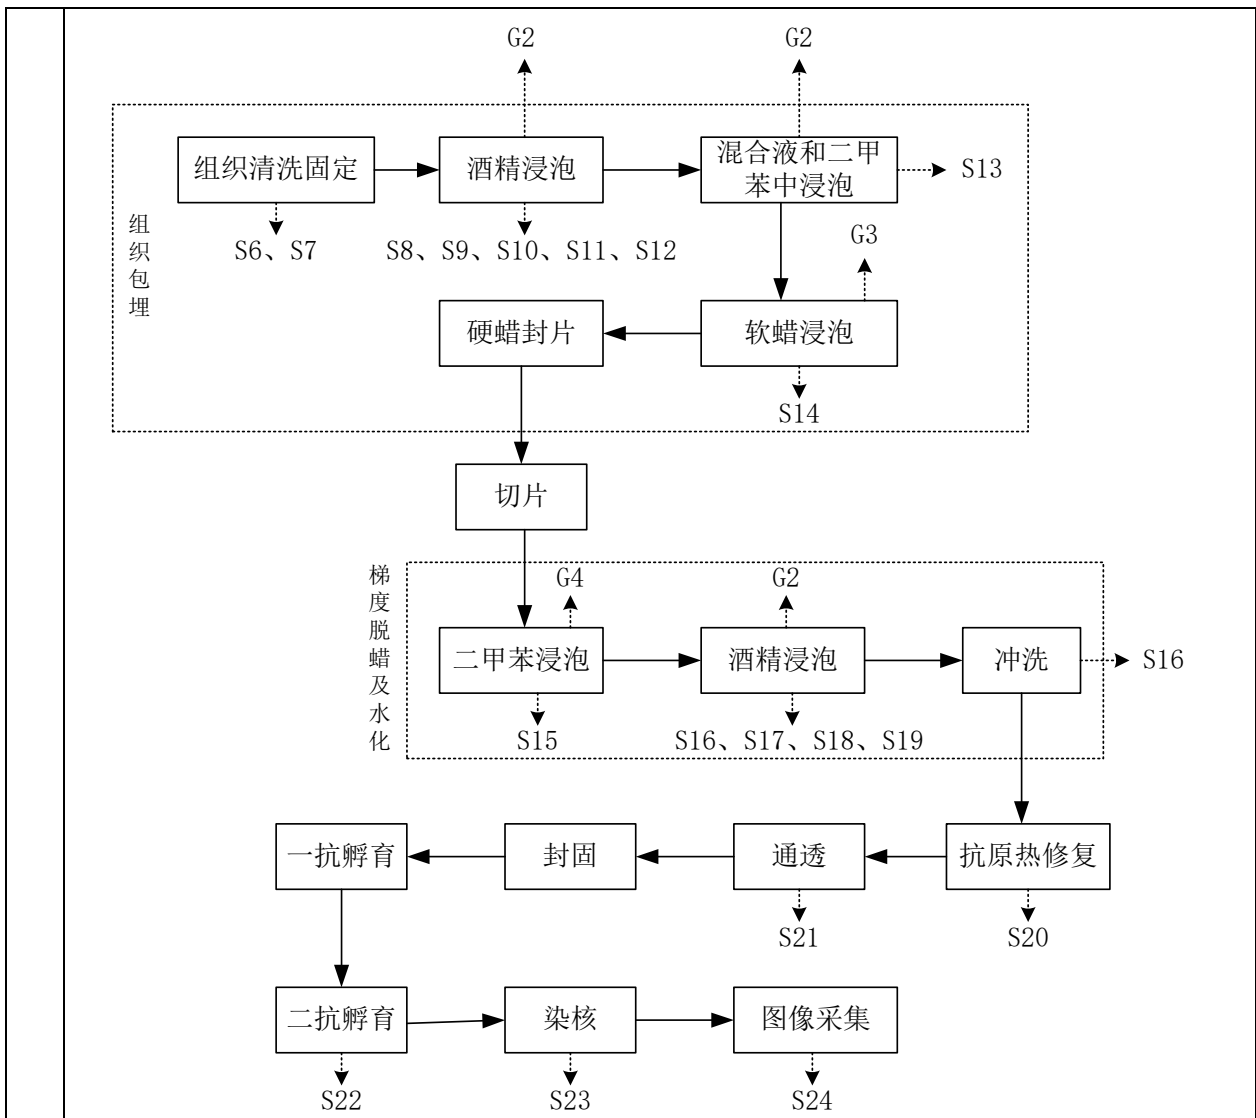 G2
G2
组织清洗固定
酒精浸泡
混合液和二甲
苯中浸泡
S13
组织包埋
S6、S7
S8、S9、S10、S11、S12
G3
硬蜡封片
软蜡浸泡
S14
切片
梯度脱蜡及水化
G4
G2
二甲苯浸泡
酒精浸泡
冲洗
S16
S15
S16、S17、S18、S19
一抗孵育
封固
通透
抗原热修复
S21
S20
二抗孵育
染核
图像采集
S22
S23
S24